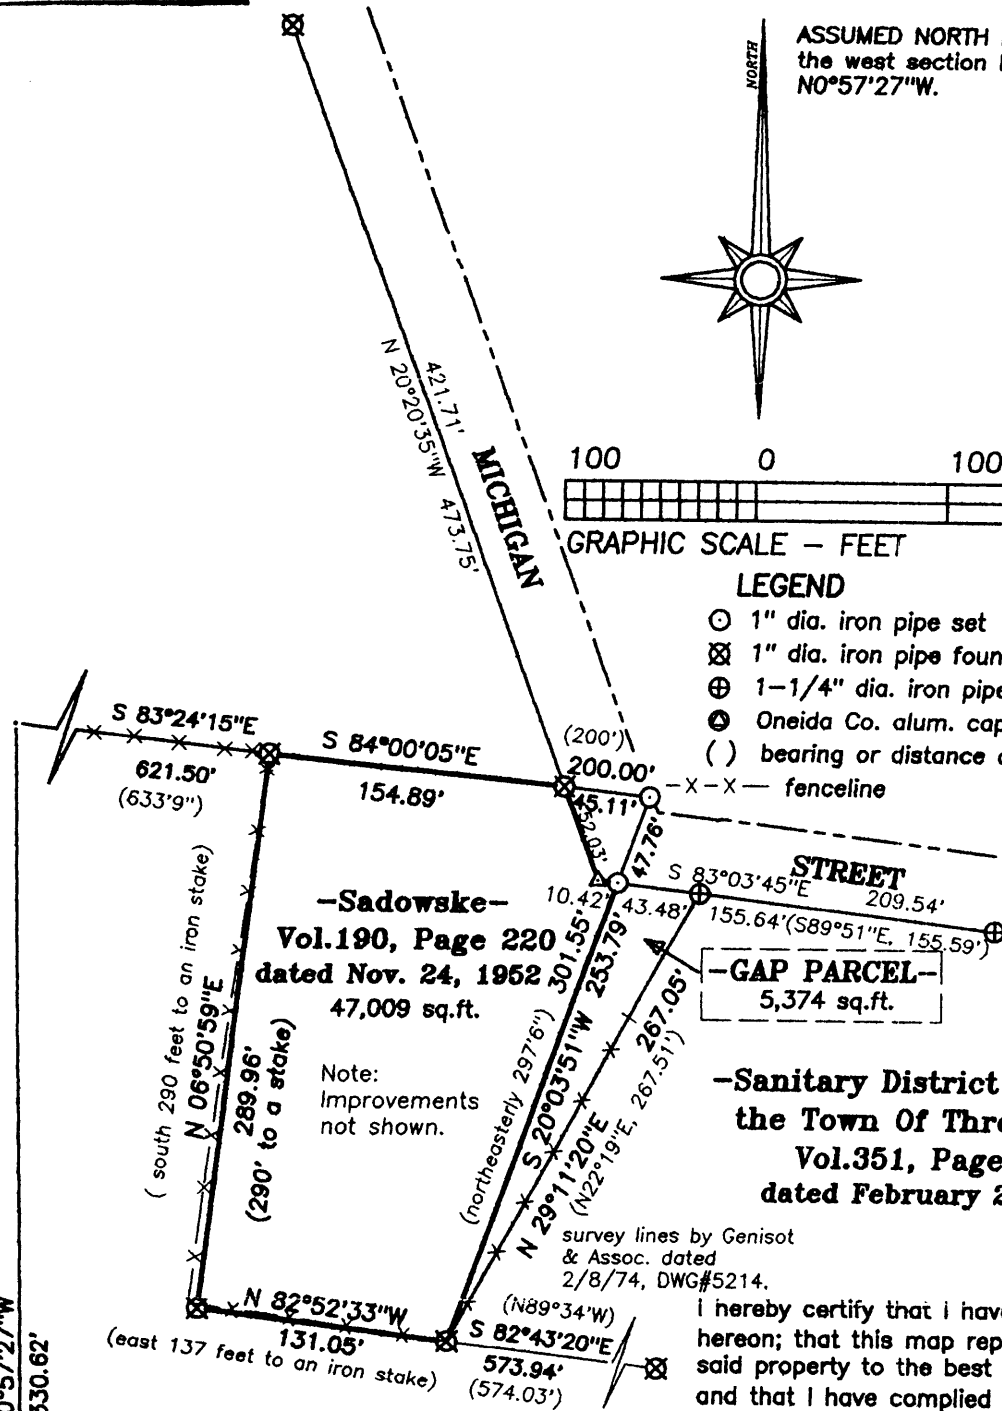 ASSUMED NORTH
the west section
N0°57'27"W.
NORTH
N 20°20'35"W 473.75'
421.71'
MICHIGAN
100 0 100
GRAPHIC SCALE – FEET
LEGEND
1" dia. iron pipe set
1" dia. iron pipe foun
1–1/4" dia. iron pipe
Oneida Co. alum. cap
( ) bearing or distance
–X–X— fenceline
S 83°24'15"E
621.50'
(633'9")
S 84°00'05"E
154.89'
(200')
200.00'
45.11'
52.03'
47.76'
10.42'
43.48'
S 83°03'45"E
STREET
209.54'
155.64'(S89°51"E, 155.59')
–Sadowske–
Vol.190, Page 220
dated Nov. 24, 1952
47,009 sq.ft.
Note:
Improvements
not shown.
( south 290 feet to an iron stake)
N 06°50'59"E
289.96'
(290' to a stake)
301.55'
(northeasterly 297'6")
S 20°03'51"W 253.79'
N 29°11'20"E 267.05'
(N22°19"E, 267.51')
–GAP PARCEL–
5,374 sq.ft.
–Sanitary District
the Town Of Thre
Vol.351, Page
dated February 2
survey lines by Genisot
& Assoc. dated
2/8/74, DWG#5214.
N 82°52'33"W
131.05'
(east 137 feet to an iron stake)
(N89°34'W)
S 82°43'20"E
573.94'
(574.03')
i hereby certify that i have
hereon; that this map rep
said property to the best
and that I have complied
0°57'27"W
330.62'